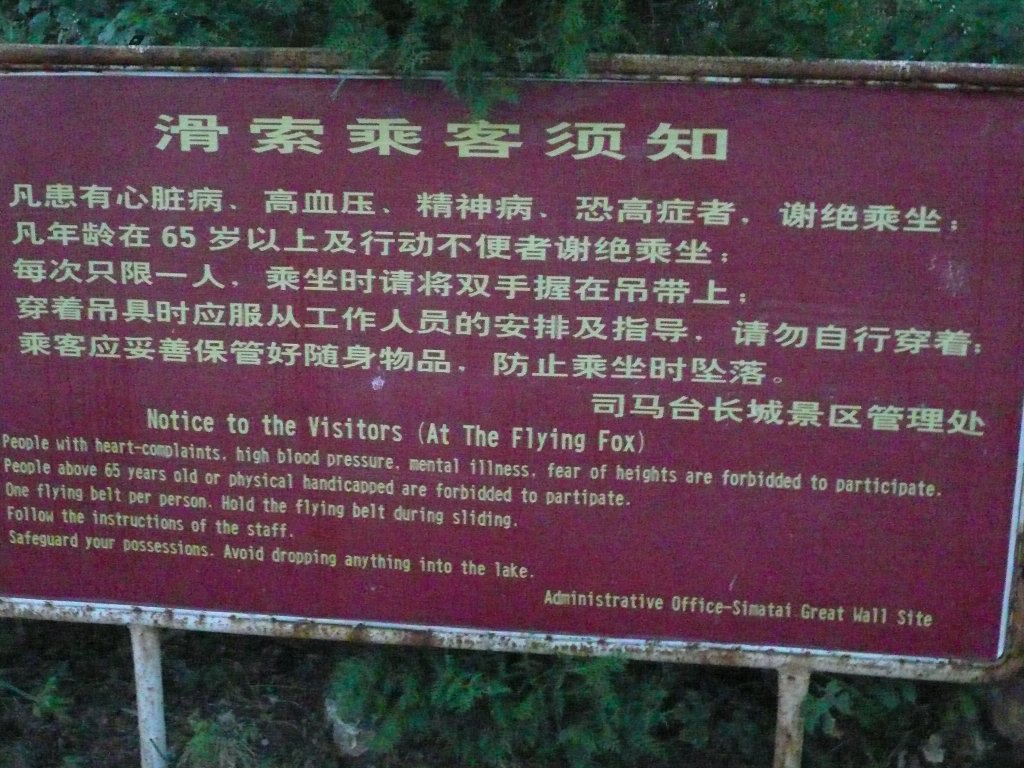 滑索乘客须知
凡患有心脏病、高血压、精神病、恐高症者，谢绝乘坐；
凡年龄在65岁以上及行动不便者谢绝乘坐；
每次只限一人，乘坐时请将双手握在吊带上；
穿着吊具时应服从工作人员的安排及指导，请勿自行穿着；
乘客应妥善保管好随身物品，防止乘坐时坠落。
司马台长城景区管理处
Notice to the Visitors (At The Flying Fox)
People with heart-complaints. high blood pressure. mental illness. fear of heights are forbidded to participate.
People above 65 years old or physical handicapped are forbidded to partipate.
One flying belt per person. Hold the flying belt during sliding.
Follow the instructions of the staff.
Safeguard your possessions. Avoid dropping anything into the lake.
Administrative Office-Simatai Great Wall Site